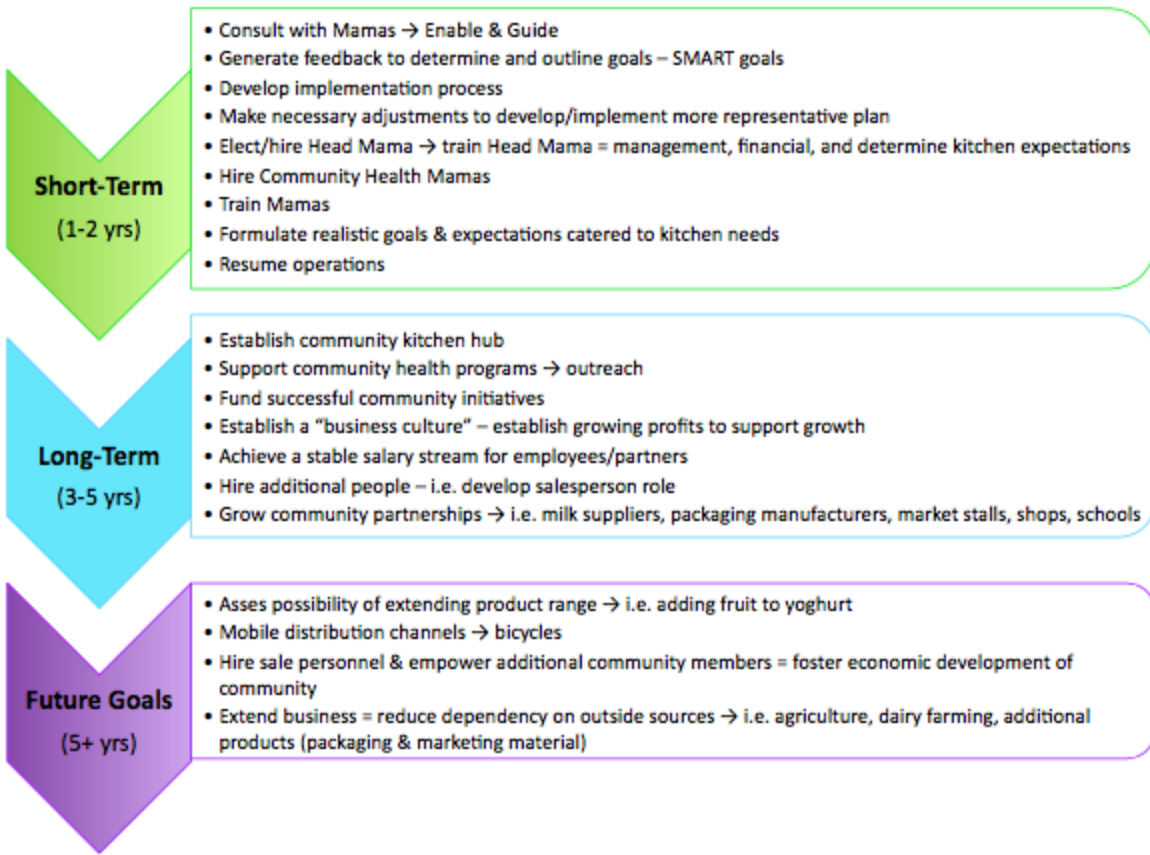 Short-Term
(1-2 yrs)
• Consult with Mamas → Enable & Guide
• Generate feedback to determine and outline goals – SMART goals
• Develop implementation process
• Make necessary adjustments to develop/implement more representative plan
• Elect/hire Head Mama → train Head Mama = management, financial, and determine kitchen expectations
• Hire Community Health Mamas
• Train Mamas
• Formulate realistic goals & expectations catered to kitchen needs
• Resume operations
Long-Term
(3-5 yrs)
• Establish community kitchen hub
• Support community health programs → outreach
• Fund successful community initiatives
• Establish a “business culture” – establish growing profits to support growth
• Achieve a stable salary stream for employees/partners
• Hire additional people – i.e. develop salesperson role
• Grow community partnerships → i.e. milk suppliers, packaging manufacturers, market stalls, shops, schools
Future Goals
(5+ yrs)
• Asses possibility of extending product range → i.e. adding fruit to yoghurt
• Mobile distribution channels → bicycles
• Hire sale personnel & empower additional community members = foster economic development of
community
• Extend business = reduce dependency on outside sources → i.e. agriculture, dairy farming, additional
products (packaging & marketing material)